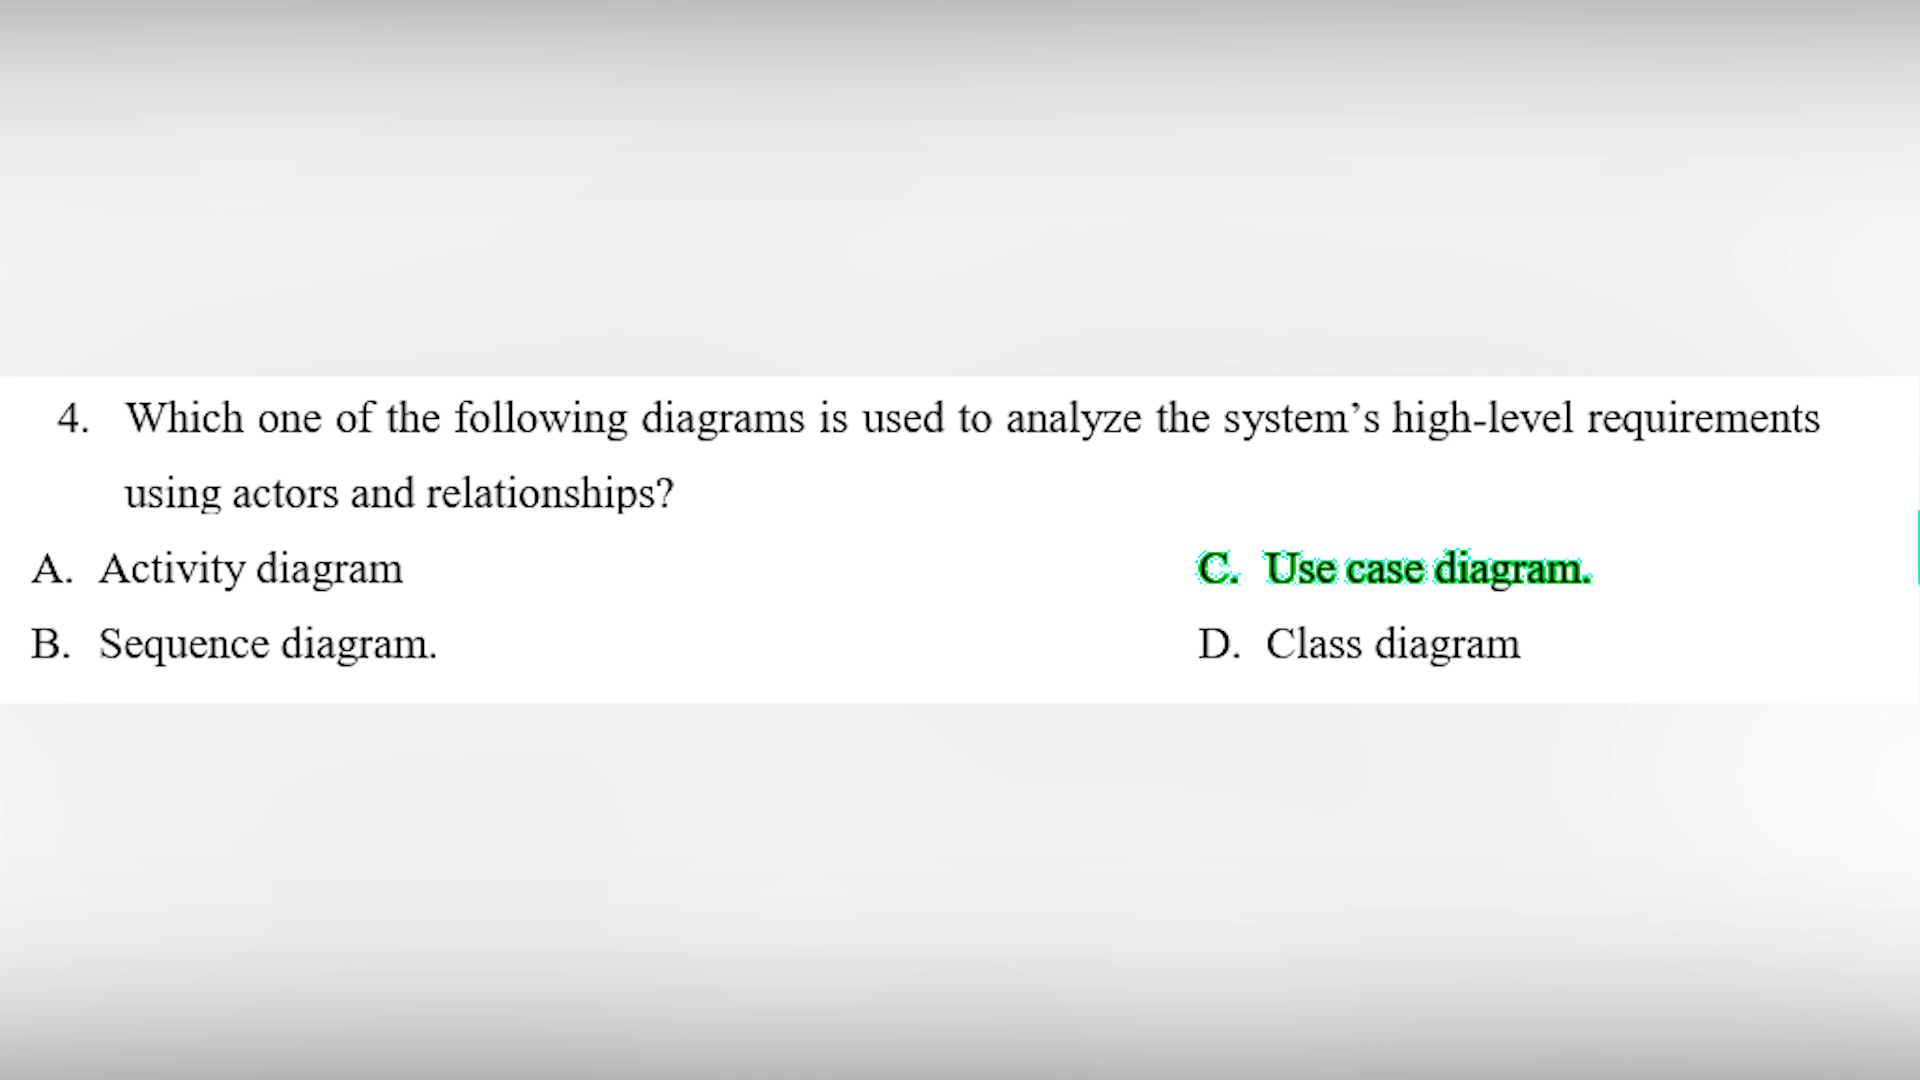 4. Which one of the following diagrams is used to analyze the system’s high-level requirements
using actors and relationships?
A. Activity diagram
C. Use case diagram.
B. Sequence diagram.
D. Class diagram